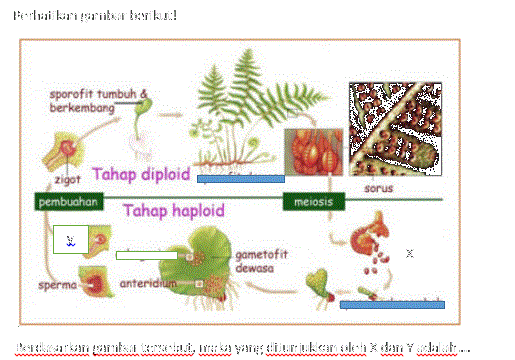 Perhatikan gambar berikut!
sporofit tumbuh &
berkembang
zigot
Tahap diploid
sorus
pembuahan
meiosis
Tahap haploid
Y
X
gametofit
dewasa
sperma
anteridium
Berdasarkan gambar tersebut, maka yang ditunjukkan oleh X dan Y adalah ...